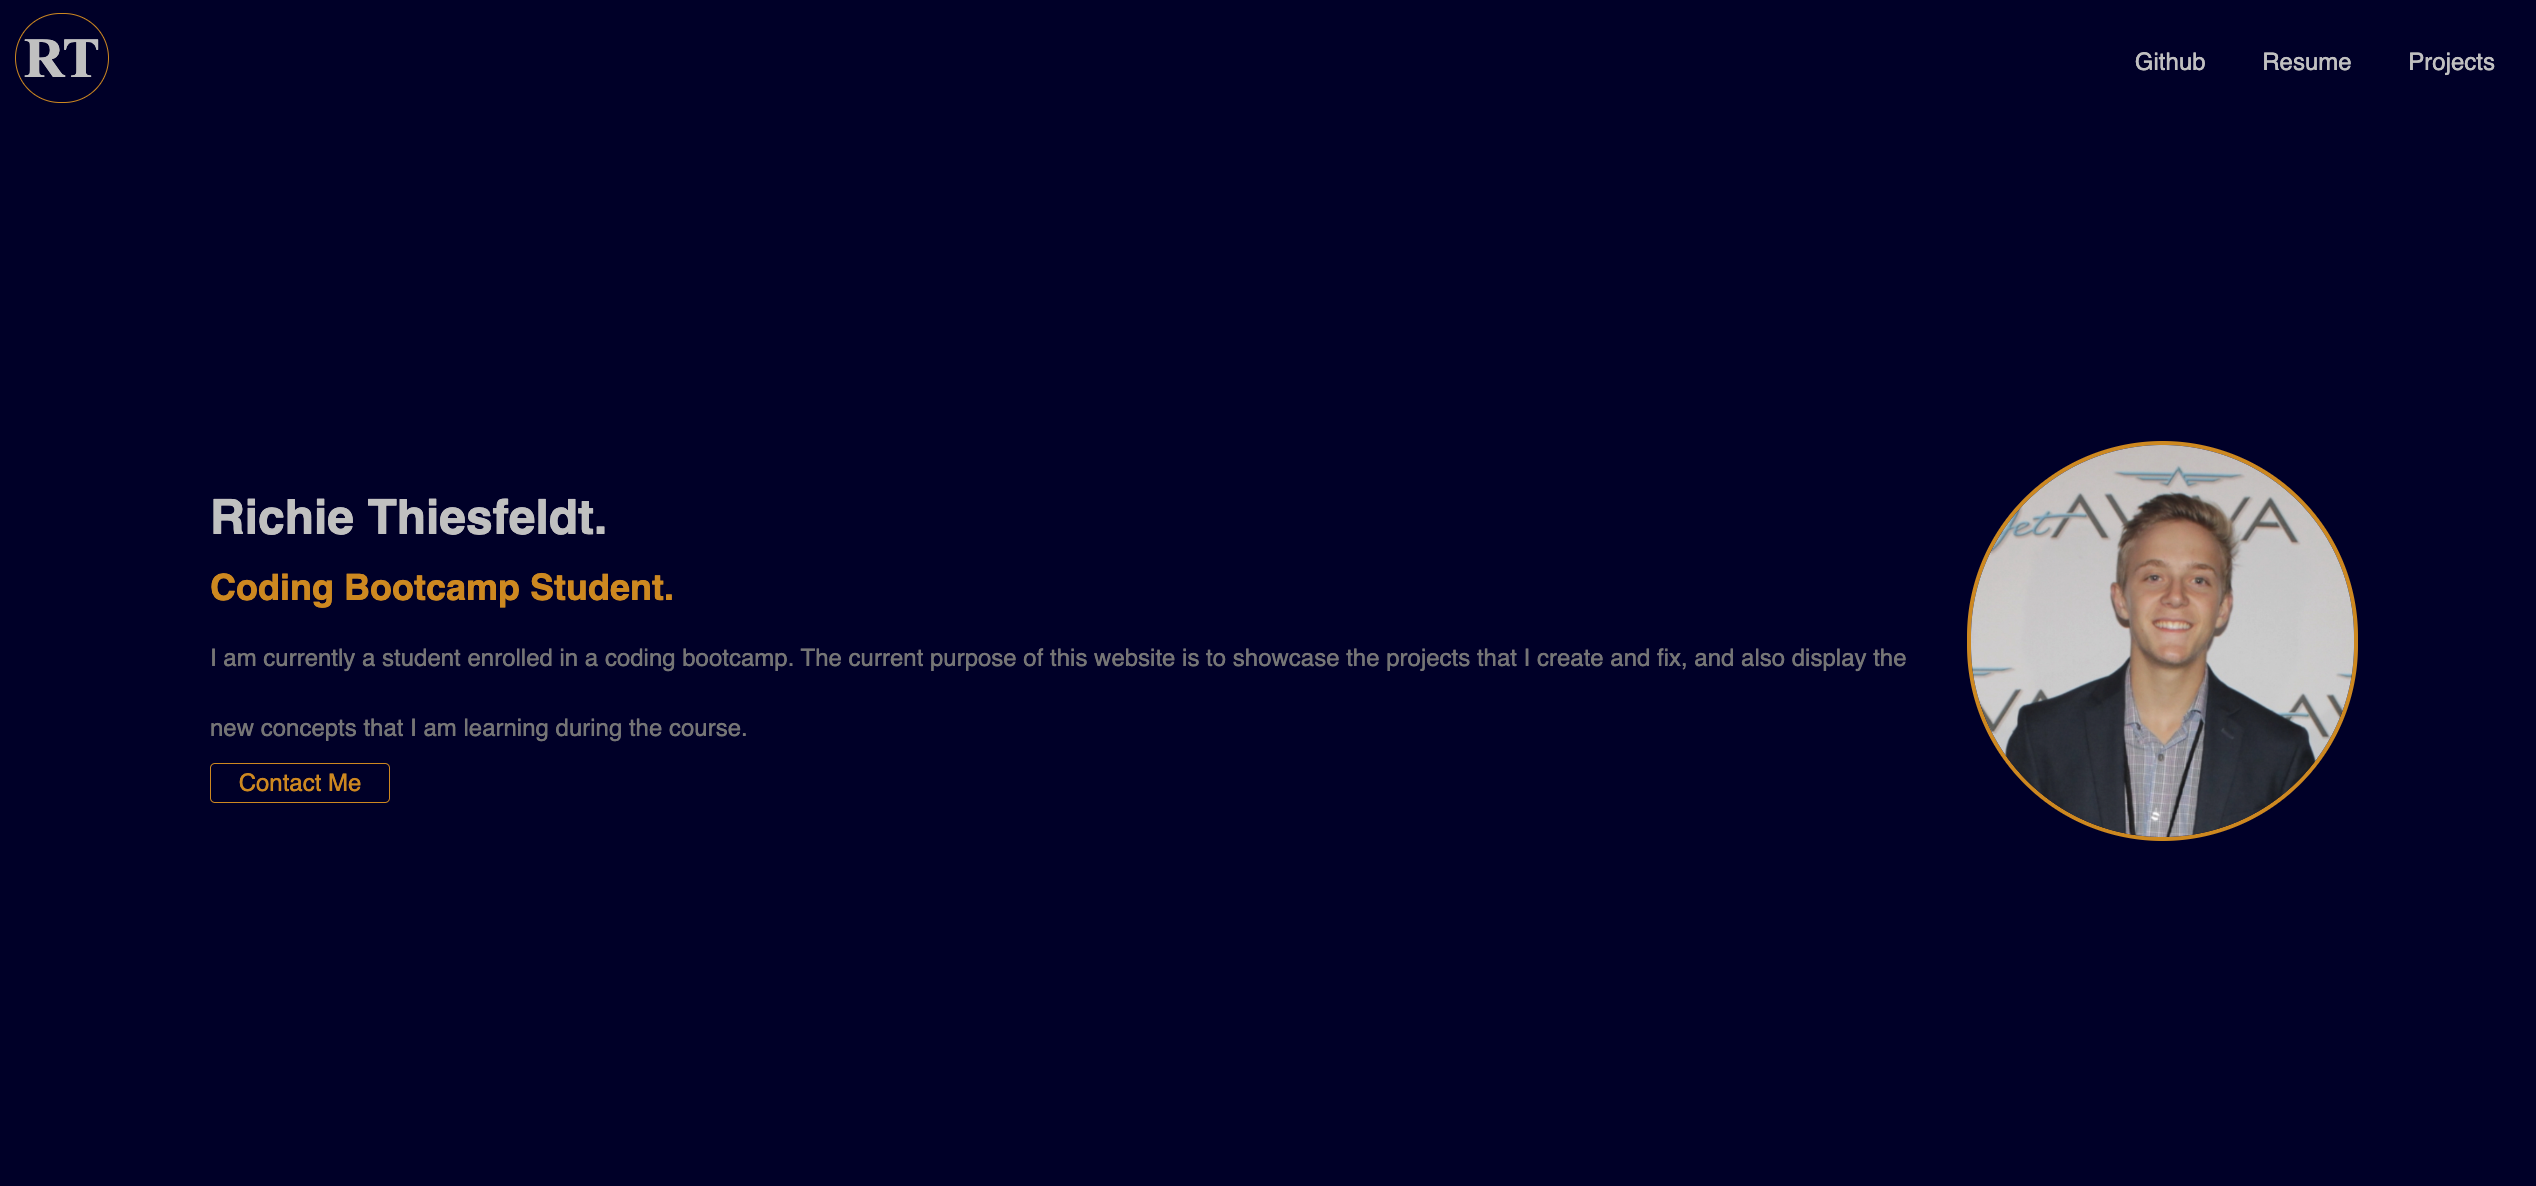 RT
Github Resume Projects
Richie Thiesfeldt.
Coding Bootcamp Student.
I am currently a student enrolled in a coding bootcamp. The current purpose of this website is to showcase the projects that I create and fix, and also display the
new concepts that I am learning during the course.
Contact Me
Jet